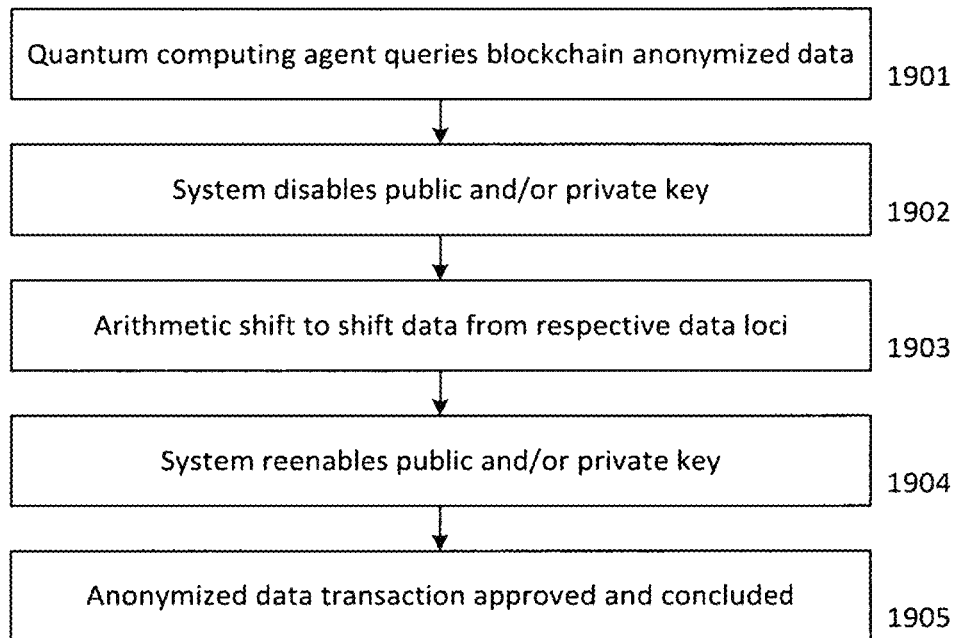 Quantum computing agent queries blockchain anonymized data
1901
System disables public and/or private key
1902
Arithmetic shift to shift data from respective data loci
1903
System reenables public and/or private key
1904
Anonymized data transaction approved and concluded
1905